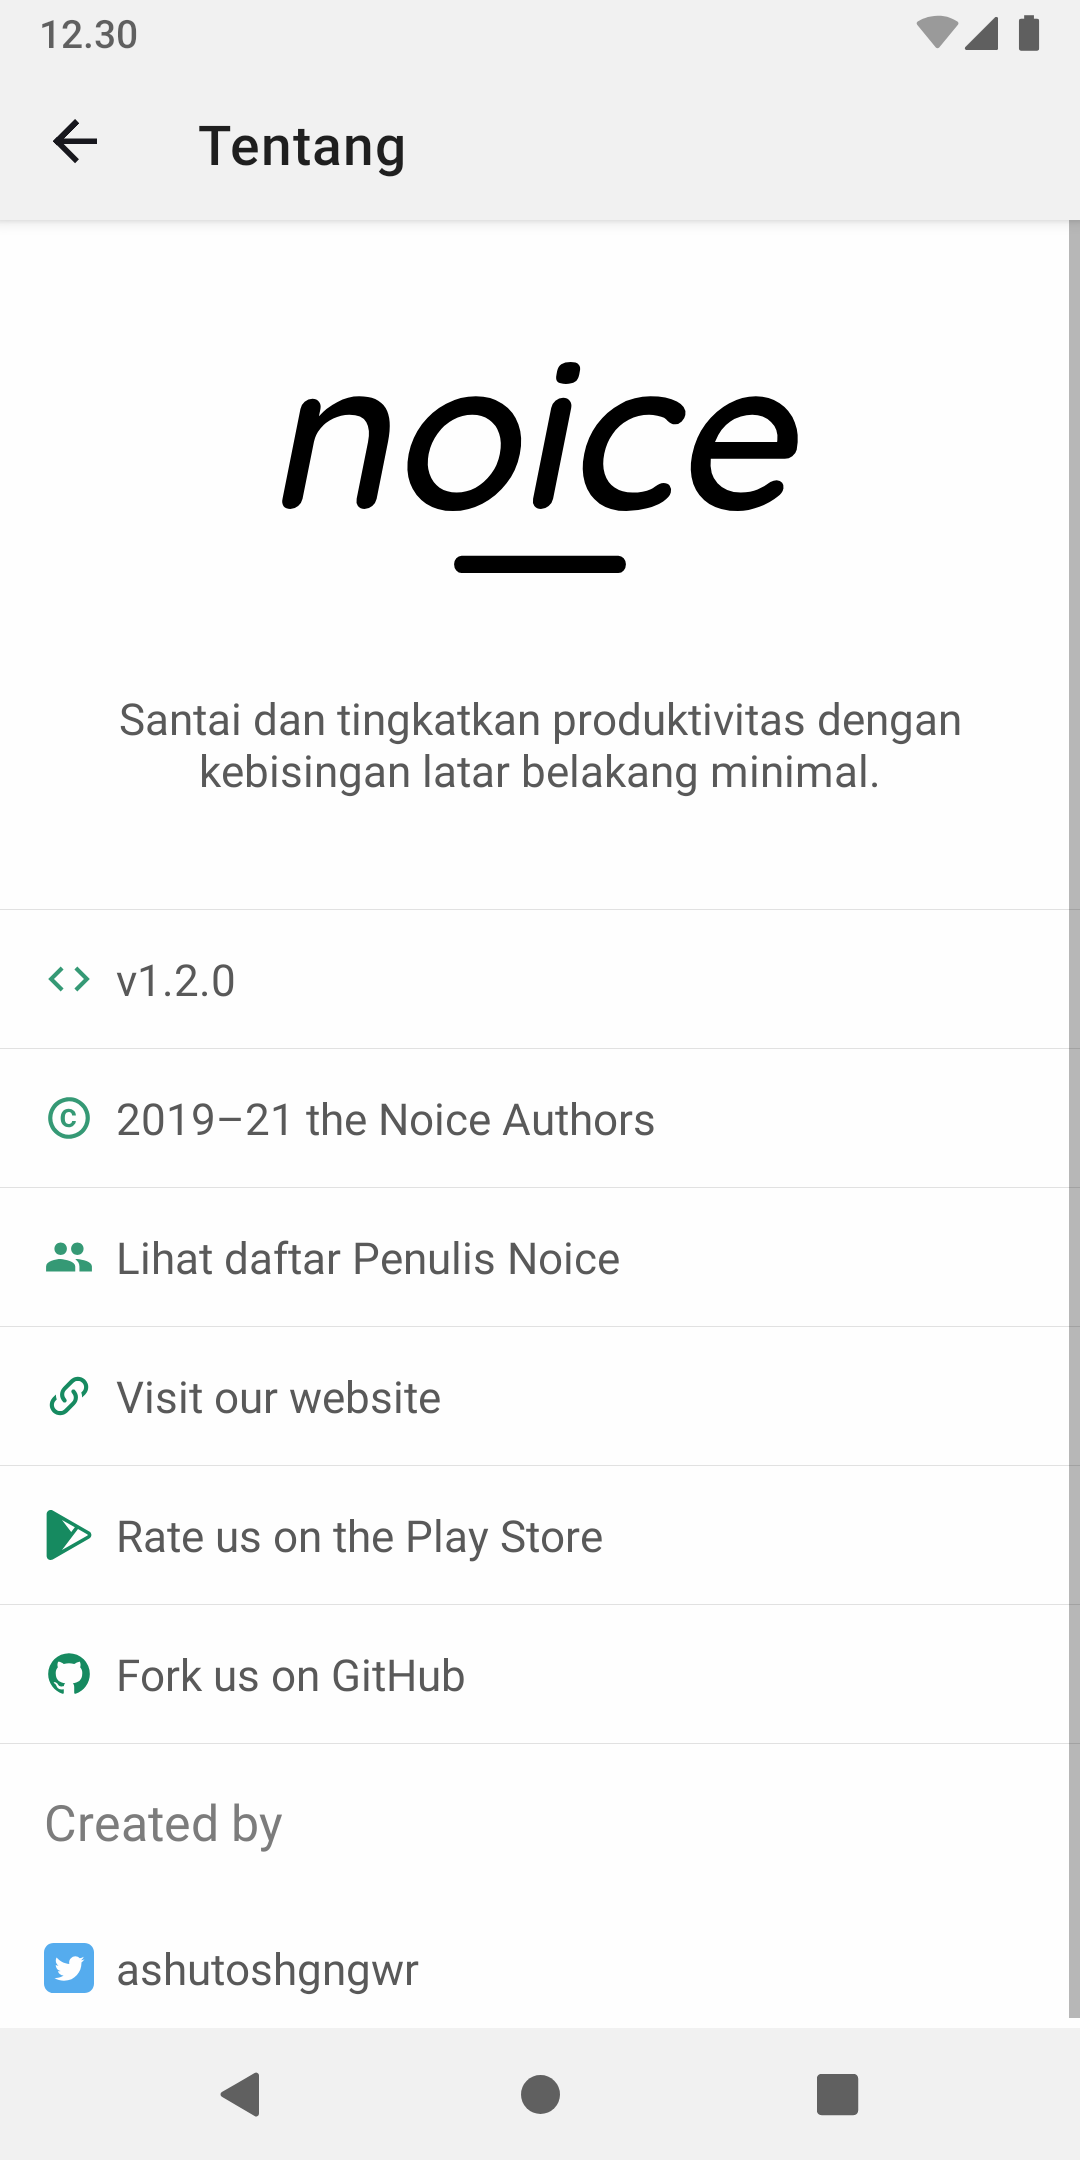 12.30
Tentang
noice
Santai dan tingkatkan produktivitas dengan
kebisingan latar belakang minimal.
v1.2.0
2019–21 the Noice Authors
Lihat daftar Penulis Noice
Visit our website
Rate us on the Play Store
Fork us on GitHub
Created by
ashutoshgngwr